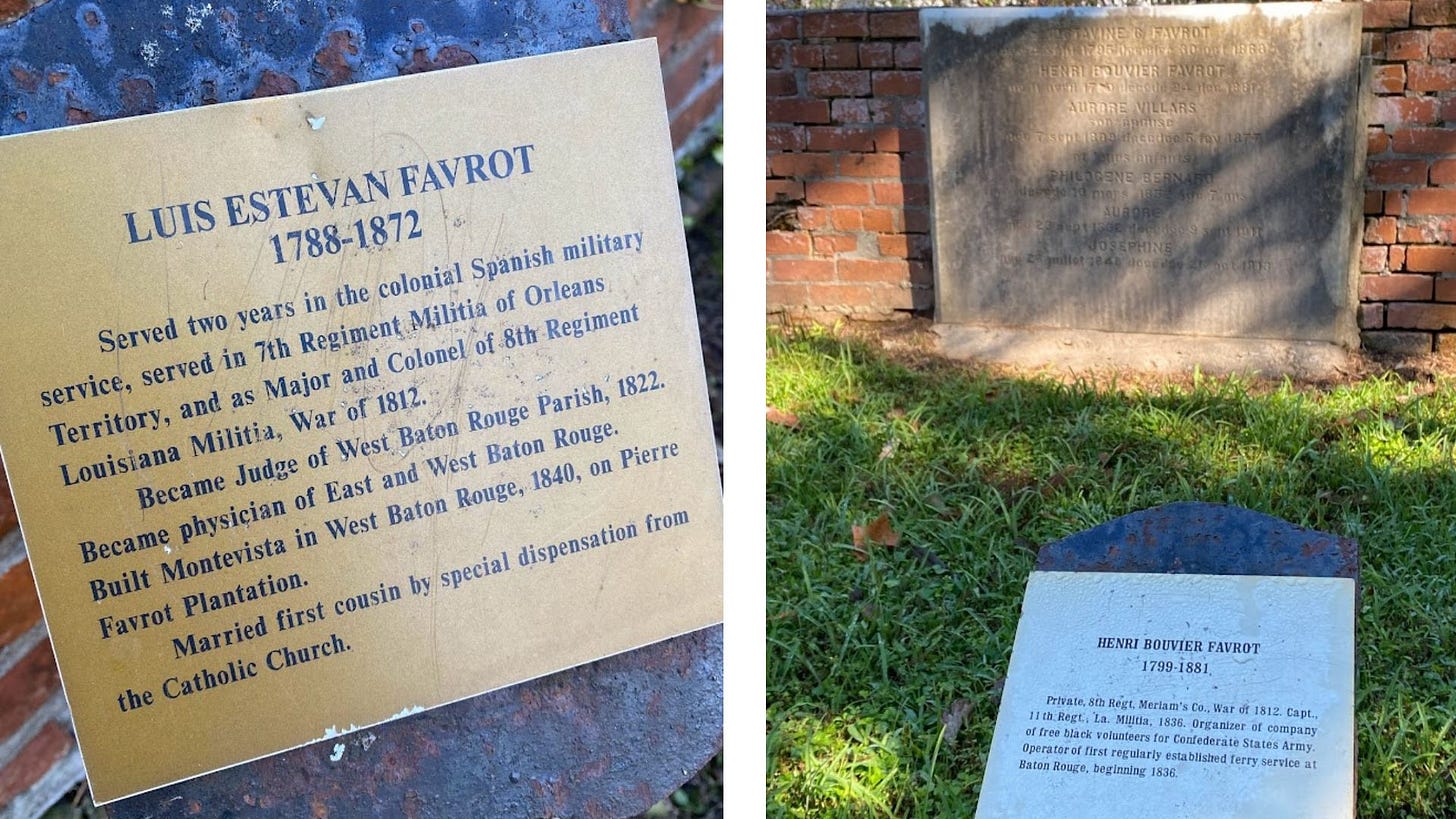 LUIS ESTEVAN FAVROT
1788-1872
Served two years in the colonial Spanish military
service, served in 7th Regiment Militia of Orleans
Territory, and as Major and Colonel of 8th Regiment
Louisiana Militia, War of 1812.
Became Judge of West Baton Rouge Parish, 1822.
Became physician of East and West Baton Rouge.
Built Montevista in West Baton Rouge, 1840, on Pierre
Favrot Plantation.
Married first cousin by special dispensation from
the Catholic Church.
FAVROT
HENRI BOUVIER FAVROT
AURORE VILLARS
son epouse
PHILOGENE BERNARD
AURORE
JOSEPHINE
HENRI BOUVIER FAVROT
1799-1881
Private, 8th Regt, Meriam's Co., War of 1812. Capt.,
11th Regt., La. Militia, 1836. Organizer of company
of free black volunteers for Confederate States Army.
Operator of first regularly established ferry service at
Baton Rouge, beginning 1836.